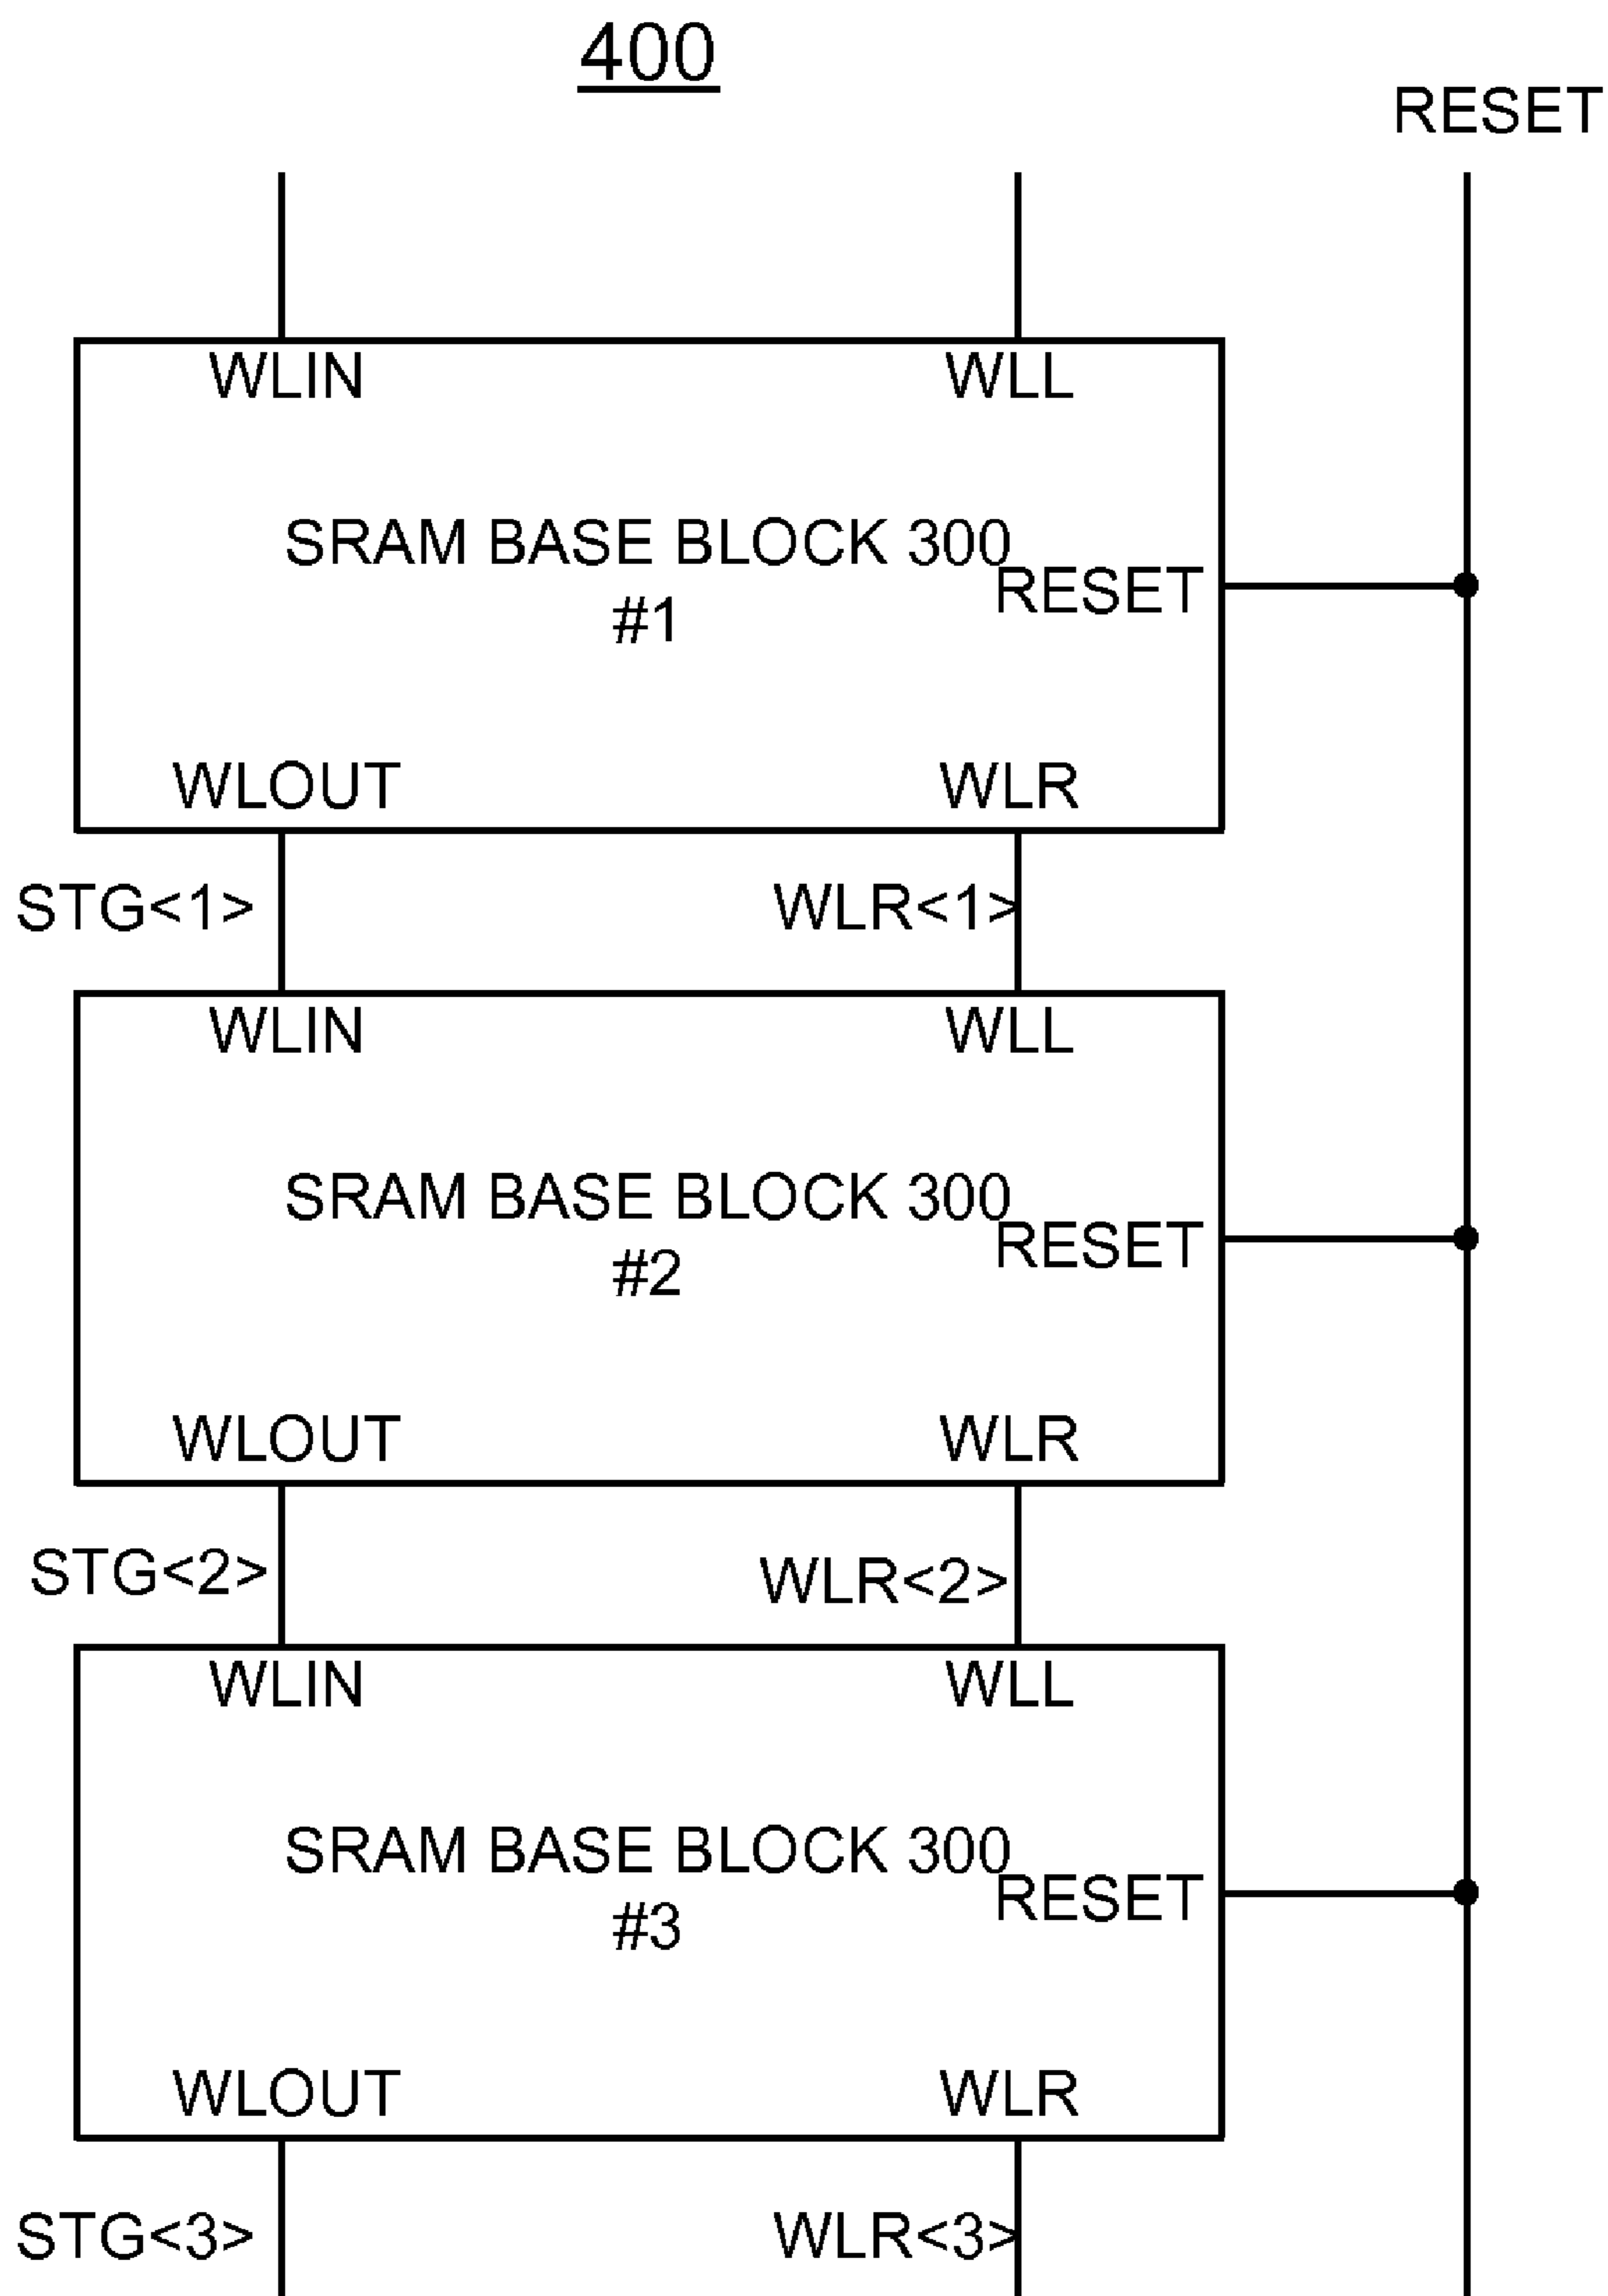 400
RESET
WLIN WLL
SRAM BASE BLOCK 300
RESET
#1
WLOUT WLR
STG<1> WLR<1>
WLIN WLL
SRAM BASE BLOCK 300
RESET
#2
WLOUT WLR
STG<2> WLR<2>
WLIN WLL
SRAM BASE BLOCK 300
RESET
#3
WLOUT WLR
STG<3> WLR<3>